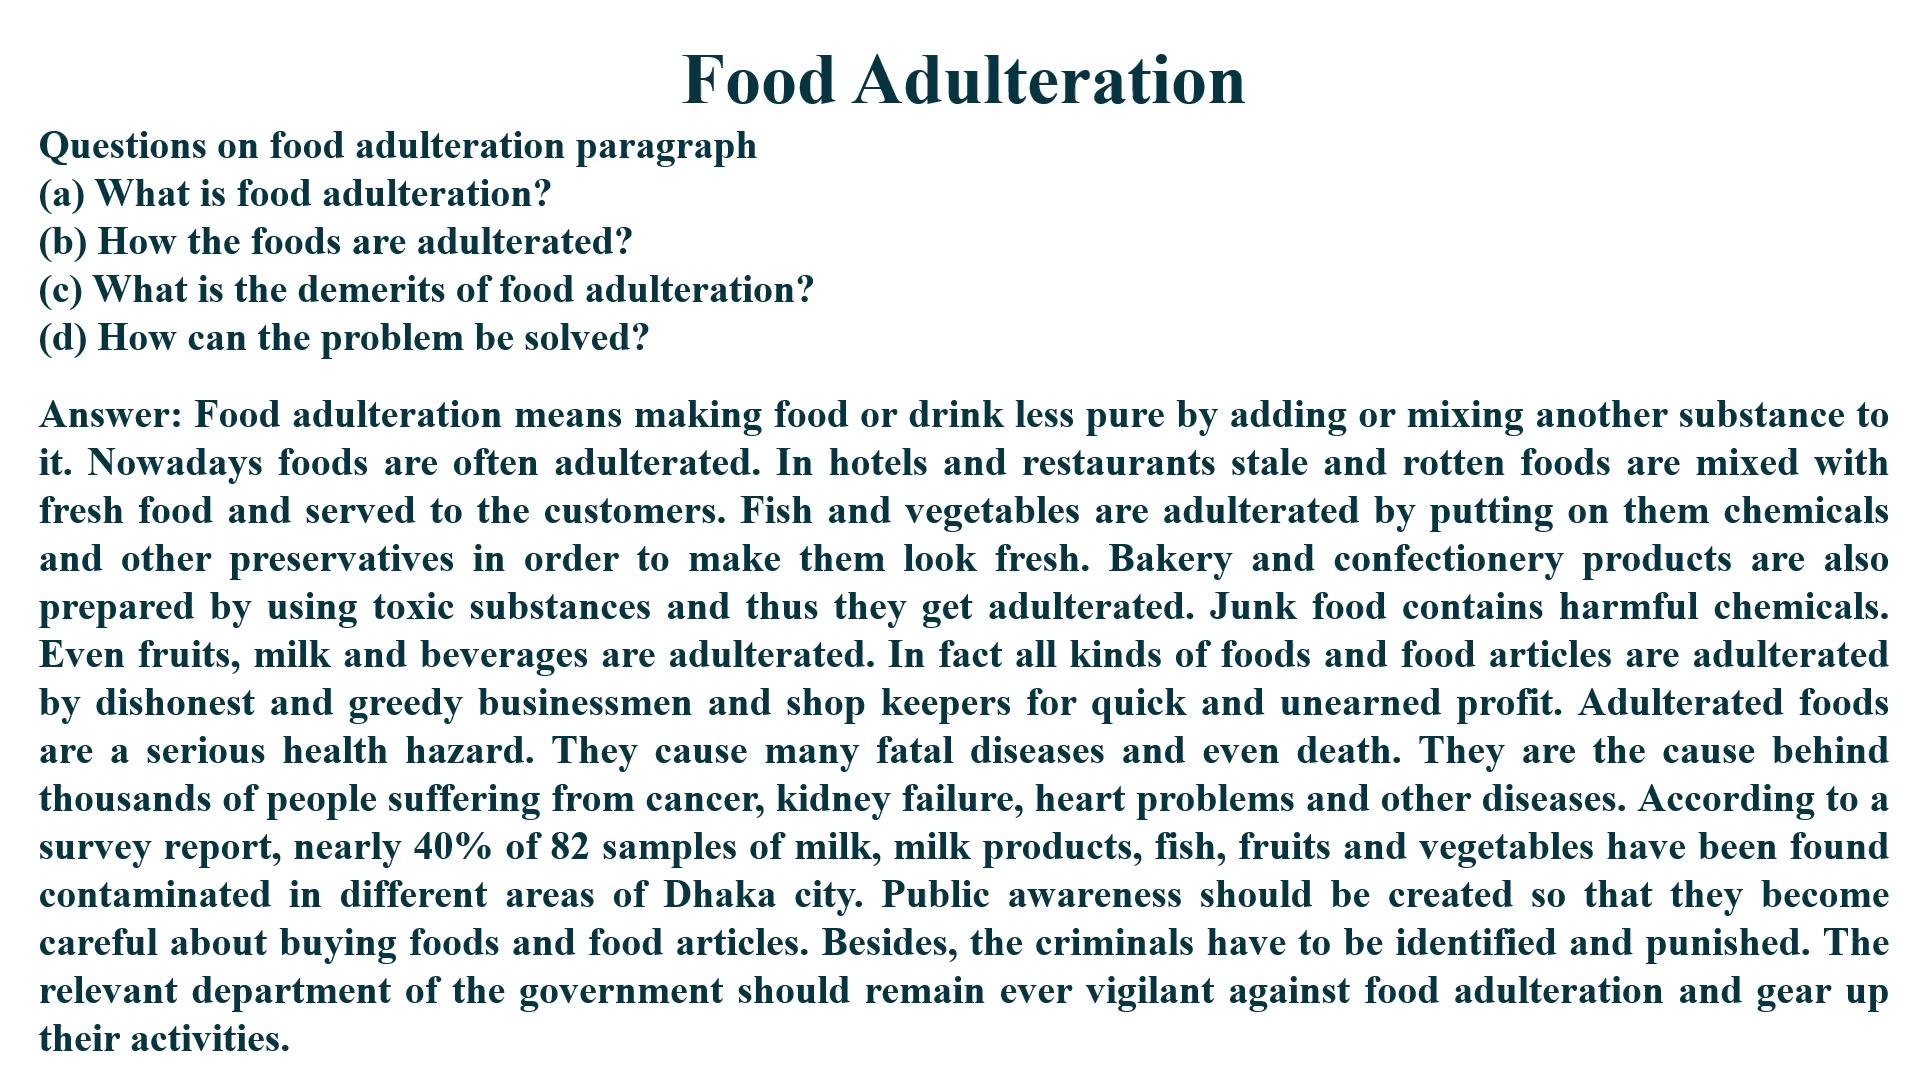 Food Adulteration
Questions on food adulteration paragraph
(a) What is food adulteration?
(b) How the foods are adulterated?
(c) What is the demerits of food adulteration?
(d) How can the problem be solved?
Answer: Food adulteration means making food or drink less pure by adding or mixing another substance to
it. Nowadays foods are often adulterated. In hotels and restaurants stale and rotten foods are mixed with
fresh food and served to the customers. Fish and vegetables are adulterated by putting on them chemicals
and other preservatives in order to make them look fresh. Bakery and confectionery products are also
prepared by using toxic substances and thus they get adulterated. Junk food contains harmful chemicals.
Even fruits, milk and beverages are adulterated. In fact all kinds of foods and food articles are adulterated
by dishonest and greedy businessmen and shop keepers for quick and unearned profit. Adulterated foods
are a serious health hazard. They cause many fatal diseases and even death. They are the cause behind
thousands of people suffering from cancer, kidney failure, heart problems and other diseases. According to a
survey report, nearly 40% of 82 samples of milk, milk products, fish, fruits and vegetables have been found
contaminated in different areas of Dhaka city. Public awareness should be created so that they become
careful about buying foods and food articles. Besides, the criminals have to be identified and punished. The
relevant department of the government should remain ever vigilant against food adulteration and gear up
their activities.